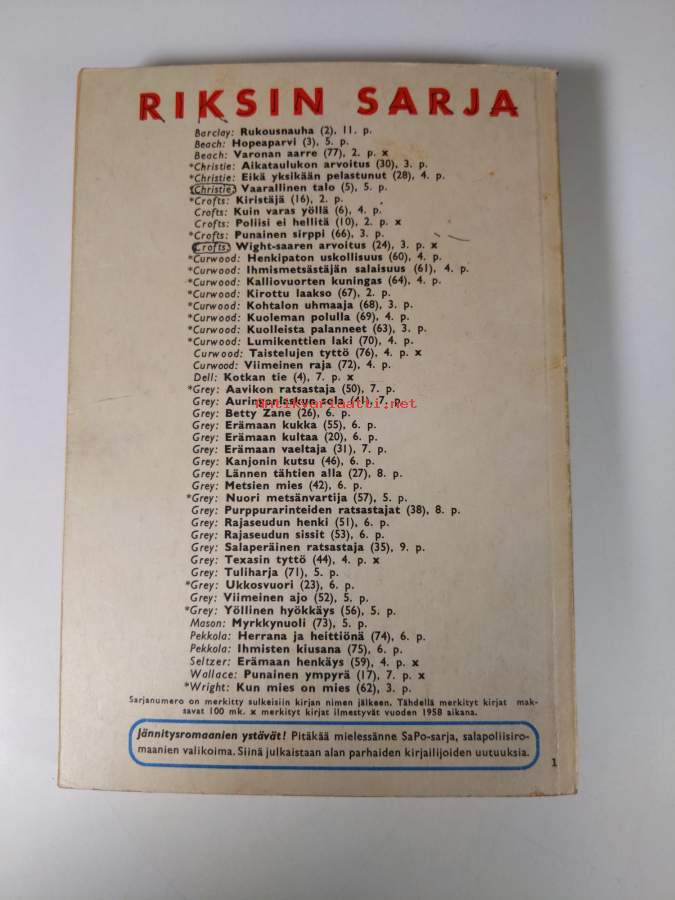 RIKSIN SARJA
Barclay: Rukousnauha (2), 11. p.
Beach: Hopeaparvi (3), 5. p.
Beach: Varonan aarre (77), 2. p. x
*Christie: Aikataulukon arvoitus (30), 3. p.
*Christie: Eikä yksikään pelastunut (28), 4. p.
Christie: Vaarallinen talo (5), 5. p.
*Crofts: Kiristäjä (16), 2. p.
Crofts: Kuin varas yöllä (6), 4. p.
Crofts: Poliisi ei hellitä (10), 2. p. x
*Crofts: Punainen sirppi (66), 3. p.
Crofts: Wight-saaren arvoitus (24), 3. p. x
*Curwood: Henkipaton uskollisuus (60), 4. p.
*Curwood: Ihmismetsästäjän salaisuus (61), 4. p.
*Curwood: Kalliovuorten kuningas (64), 4. p.
*Curwood: Kirottu laakso (67), 2. p.
*Curwood: Kohtalon uhmaaja (68), 3. p.
*Curwood: Kuoleman polulla (69), 4. p.
*Curwood: Kuolleista palanneet (63), 3. p.
*Curwood: Lumikenttien laki (70), 4. p.
Curwood: Taistelujen tyttö (76), 4. p. x
Curwood: Viimeinen raja (72), 4. p.
Dell: Kotkan tie (4), 7. p. x
*Grey: Aavikon ratsastaja (50), 7. p.
Grey: Auringonlaskun sola (41), 7. p.
antikvariaatti.net
Grey: Betty Zane (26), 6. p.
Grey: Erämaan kukka (55), 6. p.
Grey: Erämaan kultaa (20), 6. p.
Grey: Erämaan vaeltaja (31), 7. p.
Grey: Kanjonin kutsu (46), 6. p.
Grey: Lännen tähtien alla (27), 8. p.
Grey: Metsien mies (42), 6. p.
*Grey: Nuori metsänvartija (57), 5. p.
Grey: Purppurarinteiden ratsastajat (38), 8. p.
Grey: Rajaseudun henki (51), 6. p.
Grey: Rajaseudun sissit (53), 6. p.
Grey: Salaperäinen ratsastaja (35), 9. p.
Grey: Texasin tyttö (44), 4. p. x
Grey: Tuliharja (71), 5. p.
*Grey: Ukkosvuori (23), 6. p.
Grey: Viimeinen ajo (52), 5. p.
*Grey: Yöllinen hyökkäys (56), 5. p.
Mason: Myrkkynuoli (73), 5. p.
Pekkola: Herrana ja heittiönä (74), 6. p.
Pekkola: Ihmisten kiusana (75), 6. p.
Seltzer: Erämaan henkäys (59), 4. p. x
Wallace: Punainen ympyrä (17), 7. p. x
*Wright: Kun mies on mies (62), 3. p.
Sarjanumero on merkitty sulkeisiin kirjan nimen jälkeen. Tähdellä merkityt kirjat mak-
savat 100 mk. x merkityt kirjat ilmestyvät vuoden 1958 aikana.
Jännitysromaanien ystävät! Pitäkää mielessänne SaPo-sarja, salapoliisiro-
maanien valikoima. Siinä julkaistaan alan parhaiden kirjailijoiden uutuuksia.
1